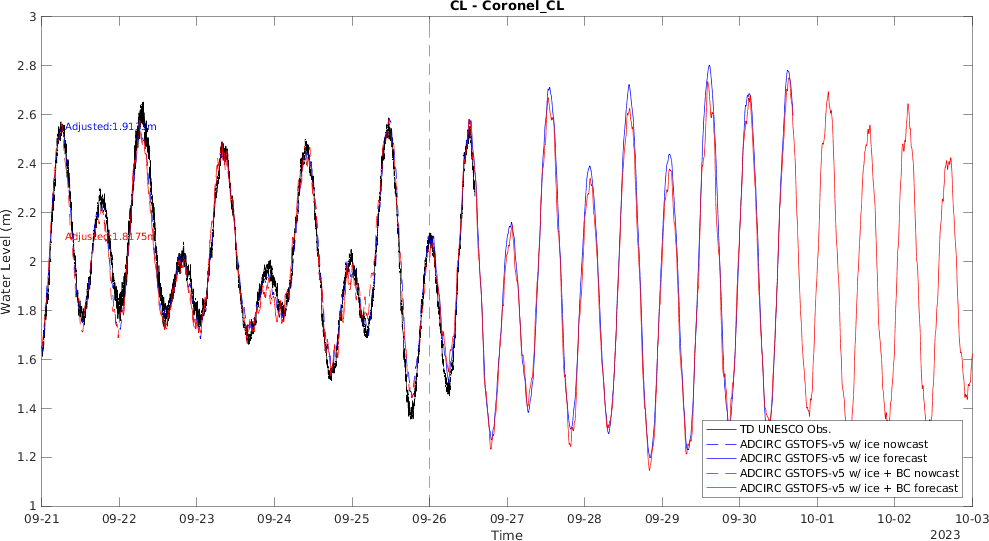 CL - Coronel_CL
3
2.8
2.6
2.4
2.2
2
1.8
1.6
1.4
1.2
1
Water Level (m)
Adjusted:1.8175m
TD UNESCO Obs.
ADCIRC GSTOFS-v5 w/ ice nowcast
ADCIRC GSTOFS-v5 w/ ice forecast
ADCIRC GSTOFS-v5 w/ ice + BC nowcast
ADCIRC GSTOFS-v5 w/ ice + BC forecast
09-21 09-22 09-23 09-24 09-25 09-26 09-27 09-28 09-29 09-30 10-01 10-02 10-03
Time
2023